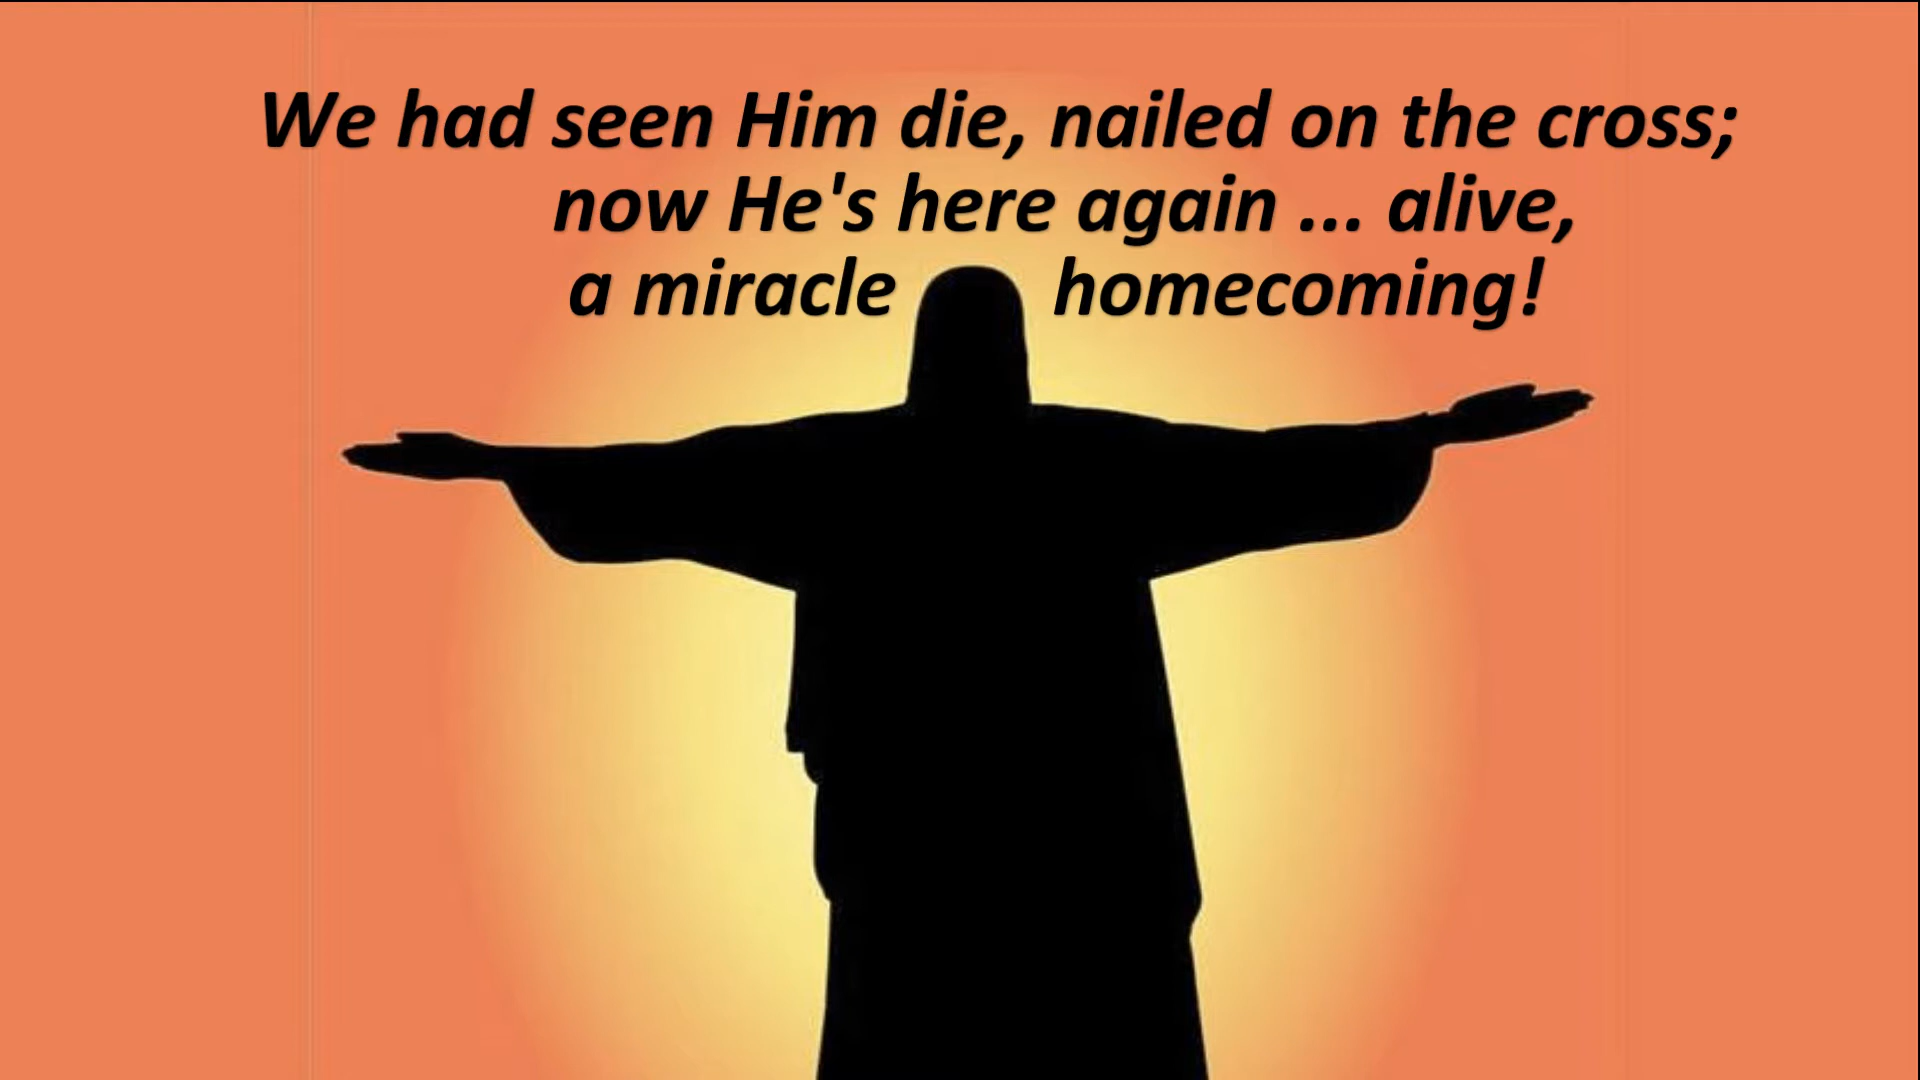 We had seen Him die, nailed on the cross;
now He's here again ... alive,
a miracle homecoming!